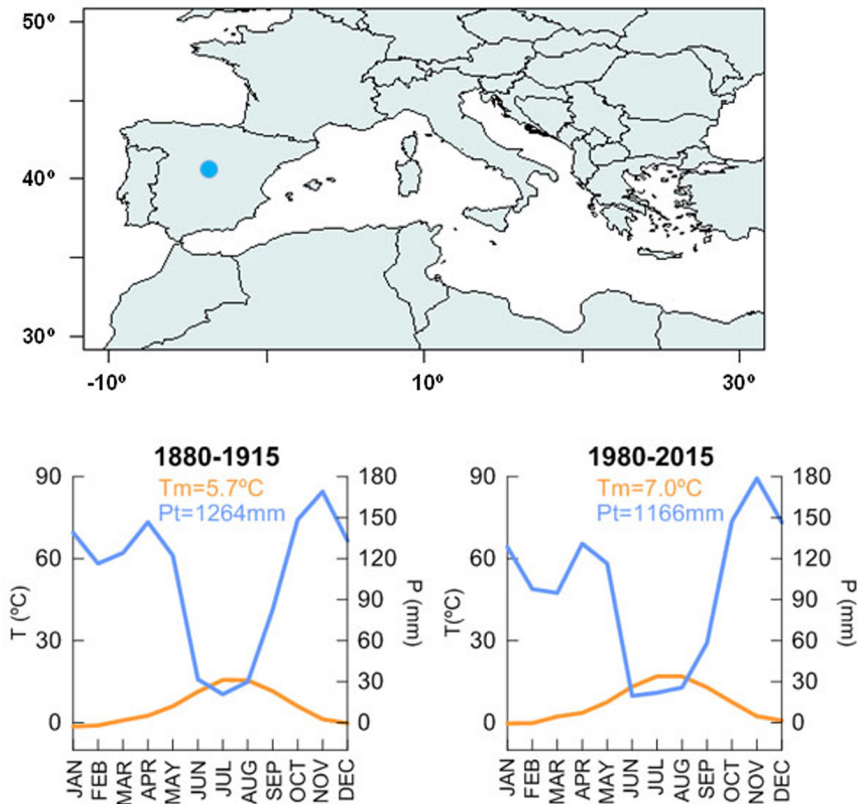 50º
40º
30º
-10º 10º 30º
1880-1915
Tm=5.7ºC
Pt=1264mm
90
60
30
0
T (ºC)
180
150
120
90
60
30
0
P (mm)
JAN FEB MAR APR MAY JUN JUL AUG SEP OCT NOV DEC
1980-2015
Tm=7.0ºC
Pt=1166mm
90
60
30
0
T(ºC)
180
150
120
90
60
30
0
P (mm)
JAN FEB MAR APR MAY JUN JUL AUG SEP OCT NOV DEC